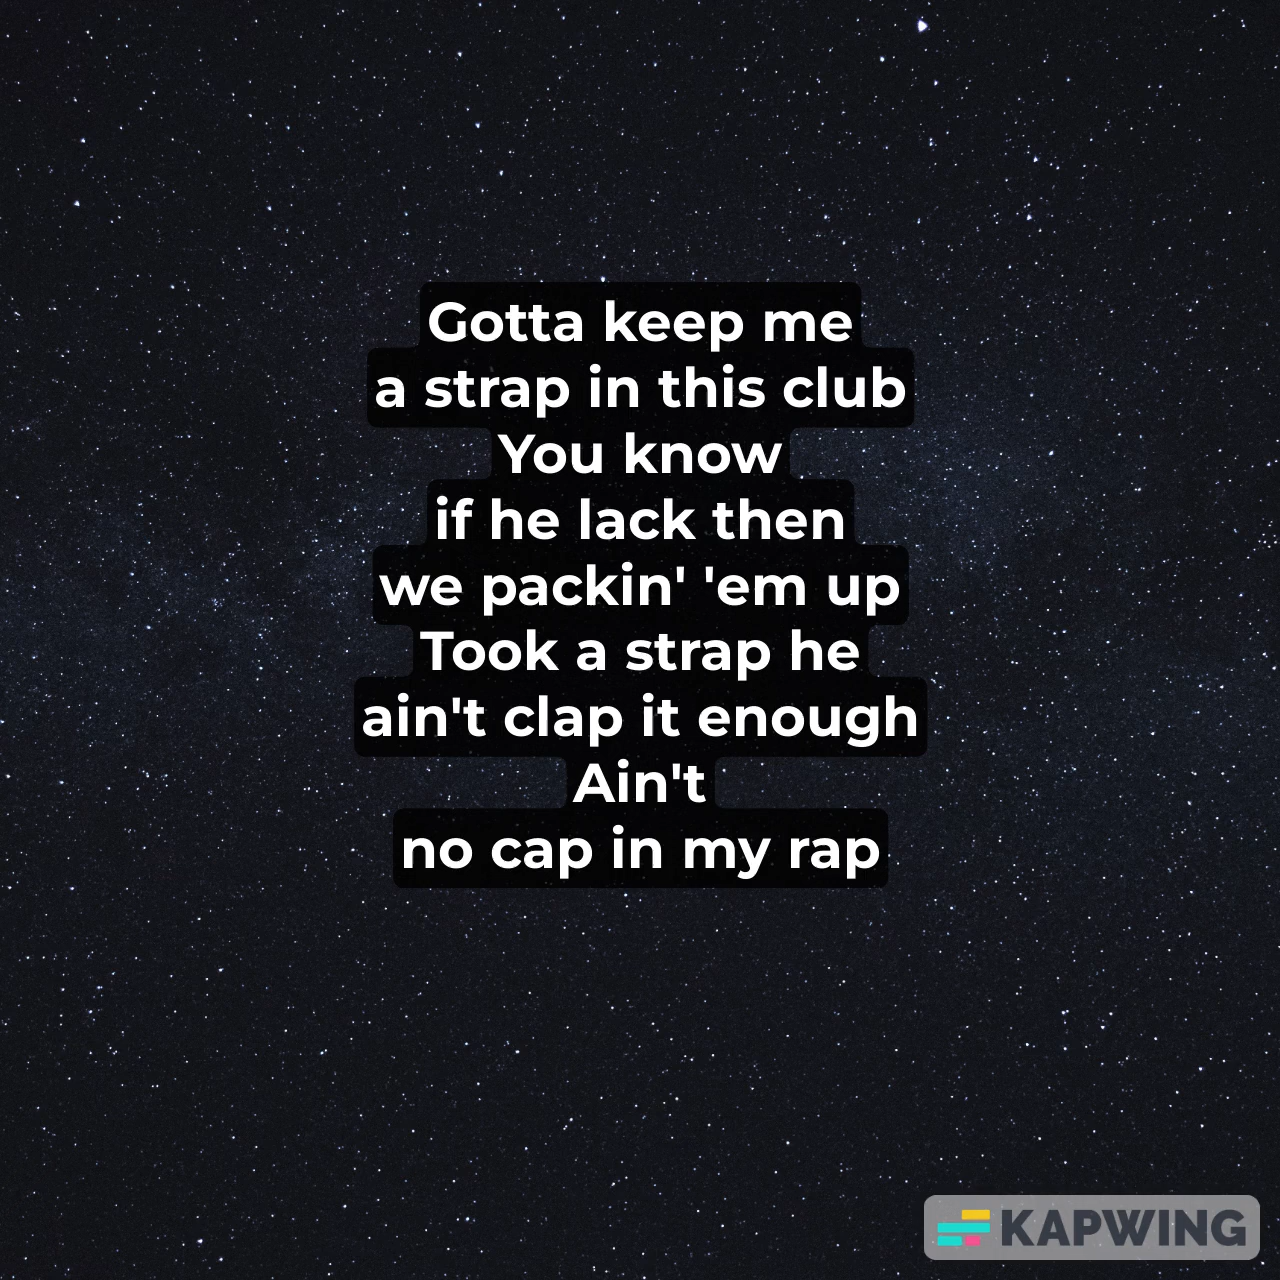 Gotta keep me
a strap in this club
You know
if he lack then
we packin' 'em up
Took a strap he
ain't clap it enough
Ain't
no cap in my rap
KAPWING